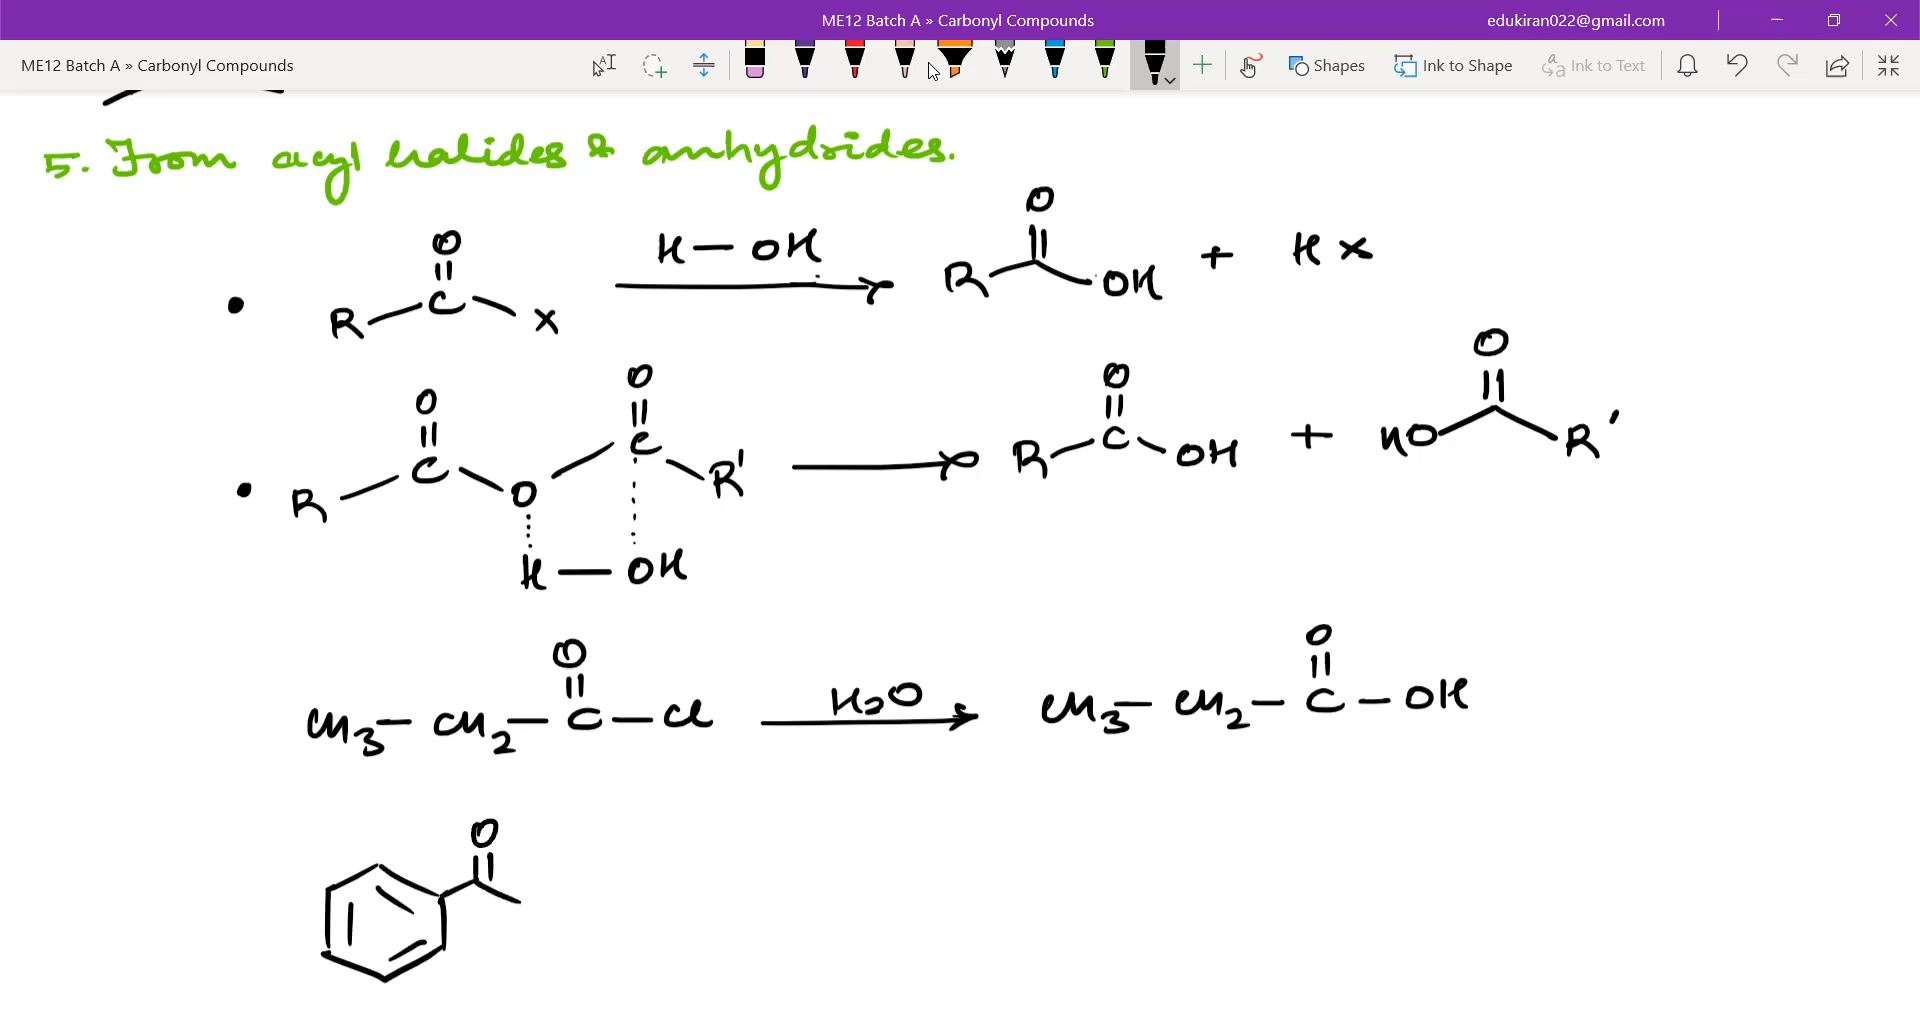 ME12 Batch A » Carbonyl Compounds
edukiran022@gmail.com
ME12 Batch A » Carbonyl Compounds
Shapes
Ink to Shape
Ink to Text
5. From acyl halides & anhydrides.
O
O
H — OH
R C X
R OH + H X
O
O
O
O
R C O C R'
R C OH + HO R'
H — OH
O
O
CH3 — CH2 — C — Cl H2O CH3 — CH2 — C — OH
O